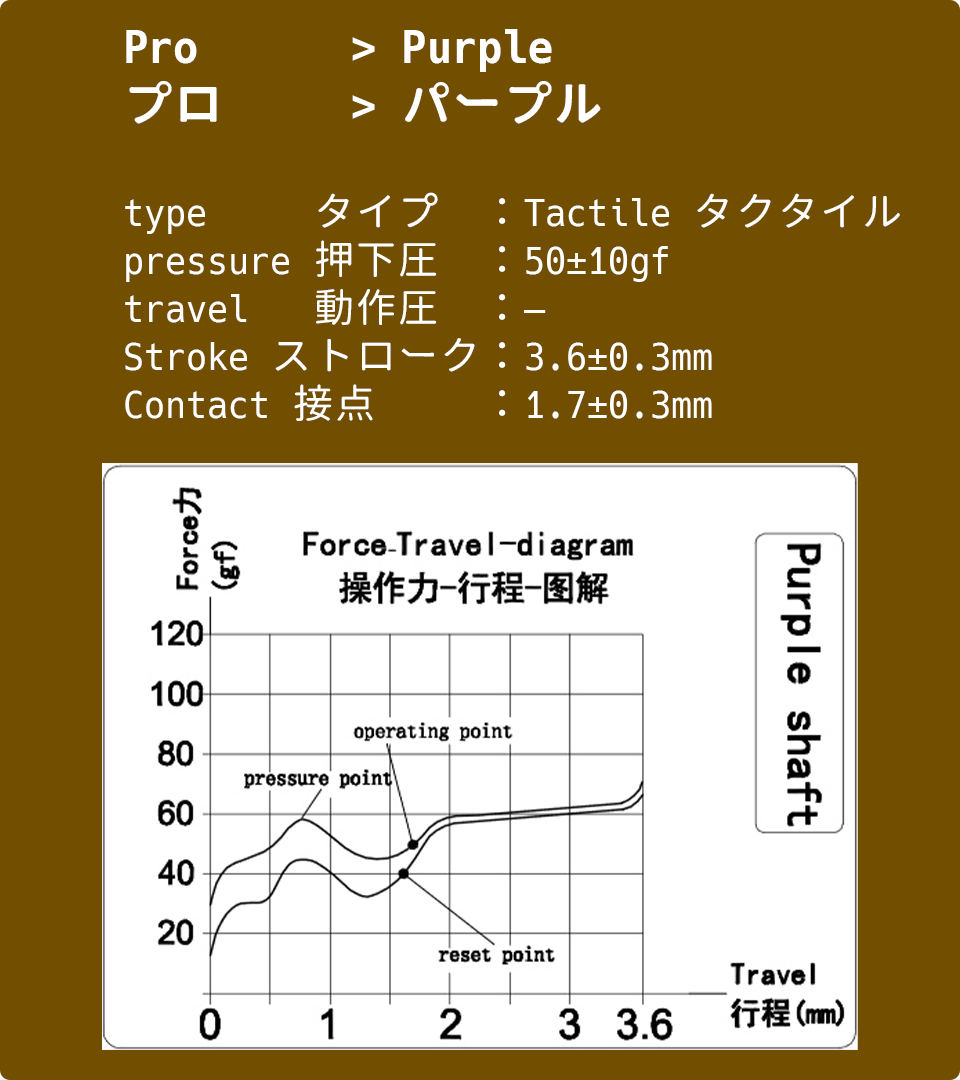 Pro > Purple
プロ > パープル
type タイプ ：Tactile タクタイル
pressure 押下圧 ：50±10gf
travel 動作圧 ：—
Stroke ストローク：3.6±0.3mm
Contact 接点 ：1.7±0.3mm
Force力
(gf)
Force-Travel-diagram
操作力-行程-图解
Purple shaft
120
100
80
60
40
20
operating point
pressure point
reset point
0 1 2 3 3.6
Travel
行程(mm)